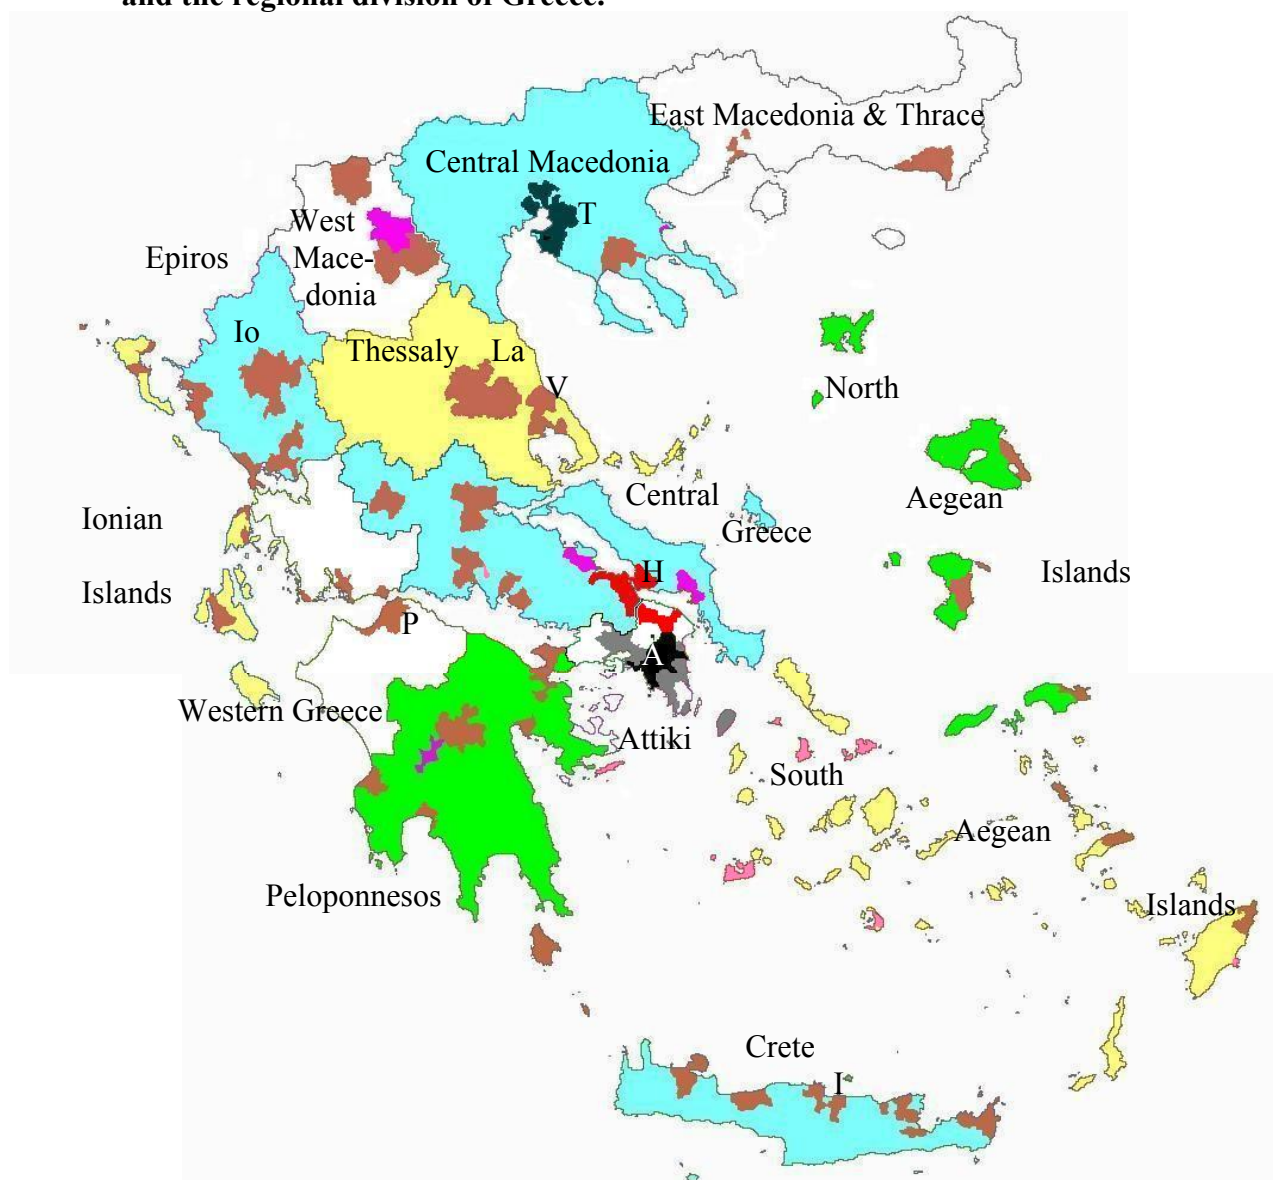 and the regional division of Greece.
East Macedonia & Thrace
Central Macedonia
T
West
Mace-
donia
Epiros
Io
Thessaly
La
V
North
Aegean
Islands
Central
Greece
Ionian
Islands
H
P
A
Western Greece
Attiki
South
Aegean
Islands
Peloponnesos
Crete
I